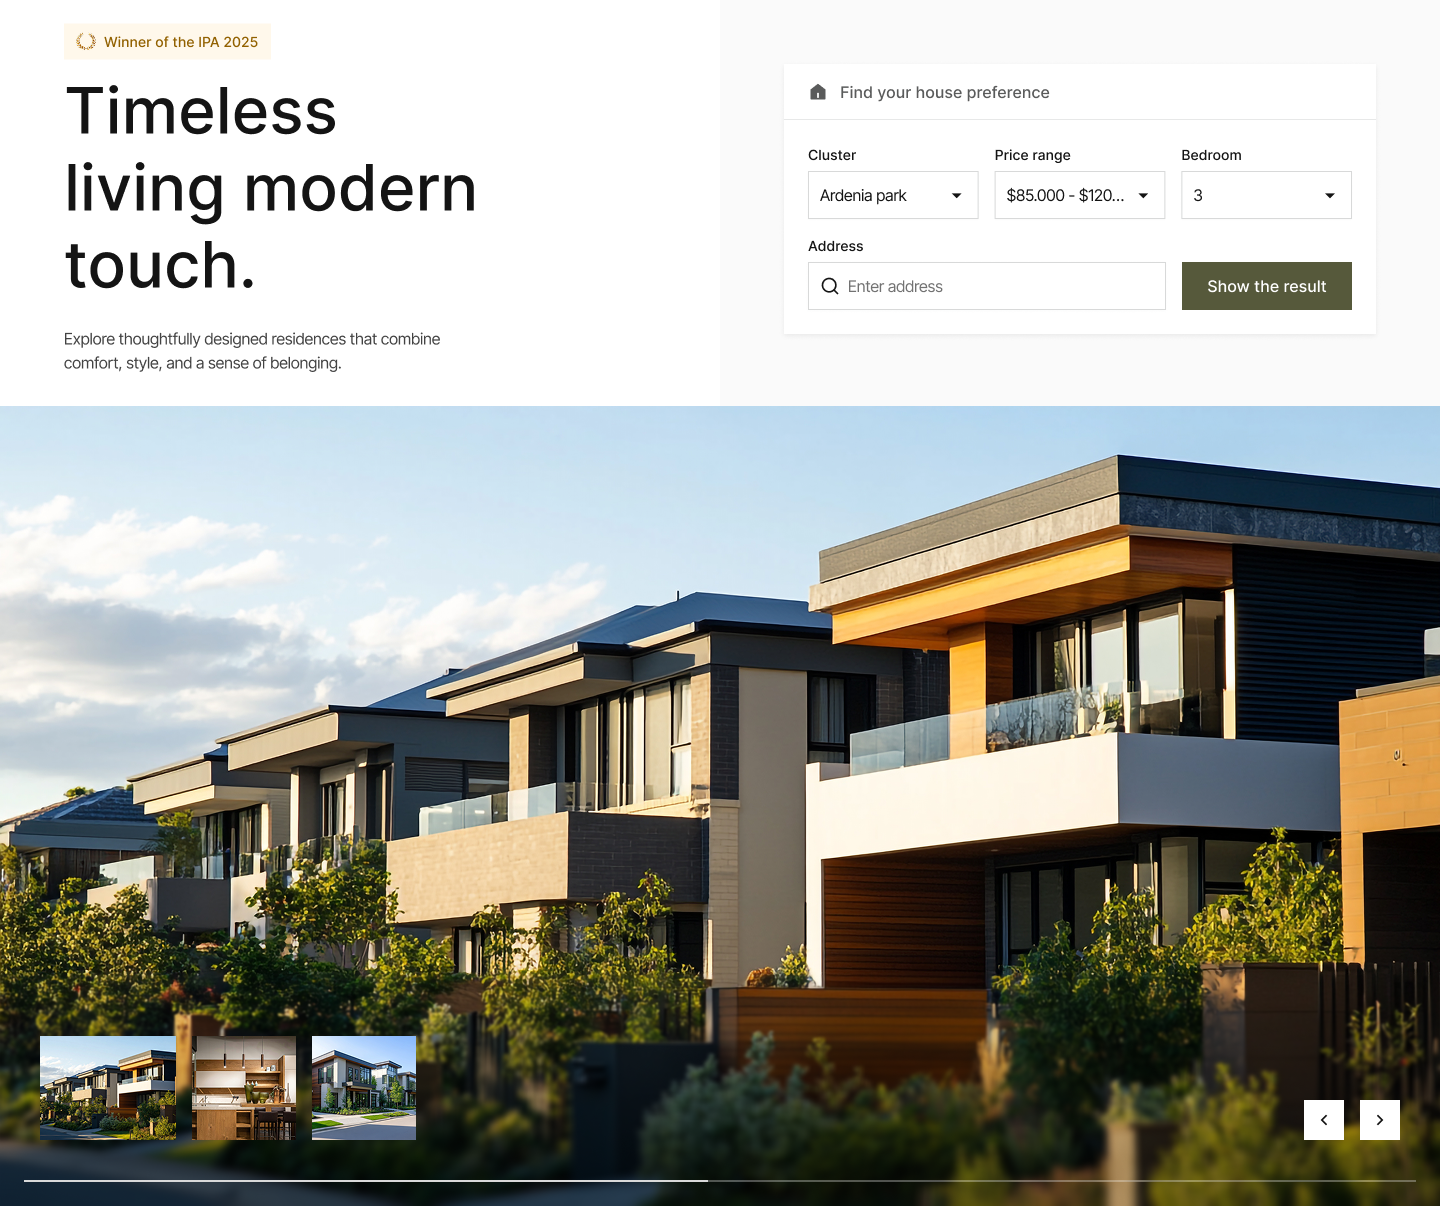 Winner of the IPA 2025
Timeless
living modern
touch.
Explore thoughtfully designed residences that combine
comfort, style, and a sense of belonging.
Find your house preference
Cluster
Price range
Bedroom
Ardenia park
$85.000 - $120...
3
Address
Enter address
Show the result